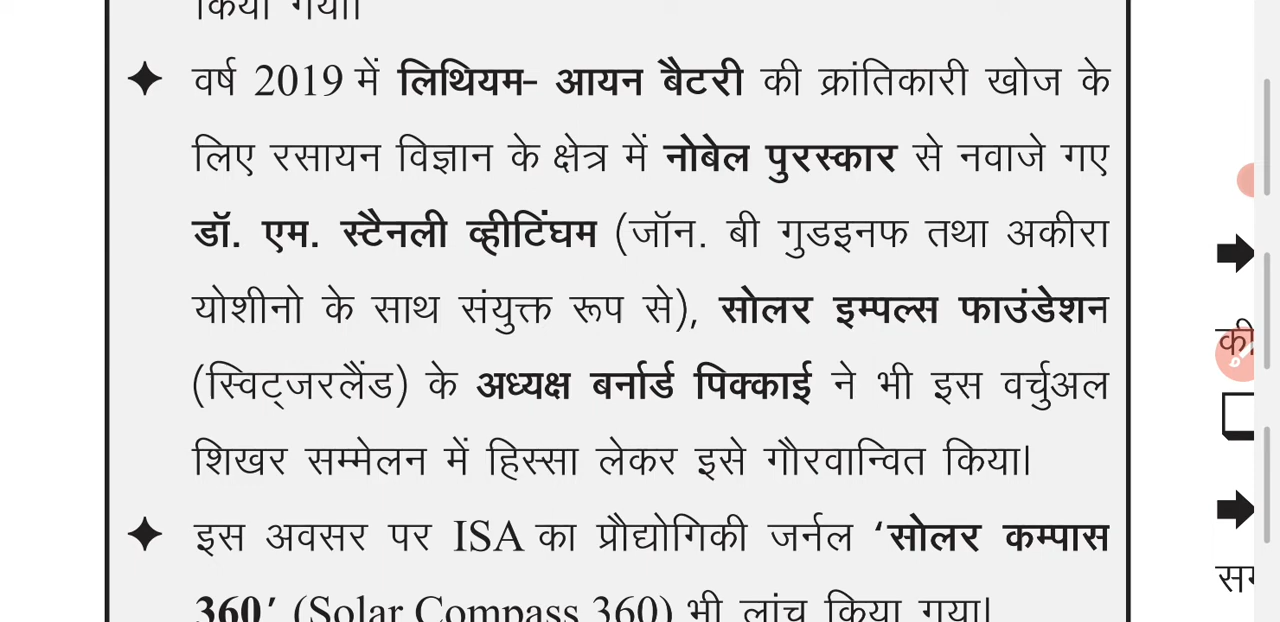 किया गया।
✦ वर्ष 2019 में लिथियम- आयन बैटरी की क्रांतिकारी खोज के
लिए रसायन विज्ञान के क्षेत्र में नोबेल पुरस्कार से नवाजे गए
डॉ. एम. स्टैनली व्हीटिंघम (जॉन. बी गुडइनफ तथा अकीरा
योशीनो के साथ संयुक्त रूप से), सोलर इम्पल्स फाउंडेशन
(स्विट्जरलैंड) के अध्यक्ष बर्नार्ड पिक्काई ने भी इस वर्चुअल
शिखर सम्मेलन में हिस्सा लेकर इसे गौरवान्वित किया।
✦ इस अवसर पर ISA का प्रौद्योगिकी जर्नल ‘सोलर कम्पास
360’ (Solar Compass 360) भी लांच किया गया।
की